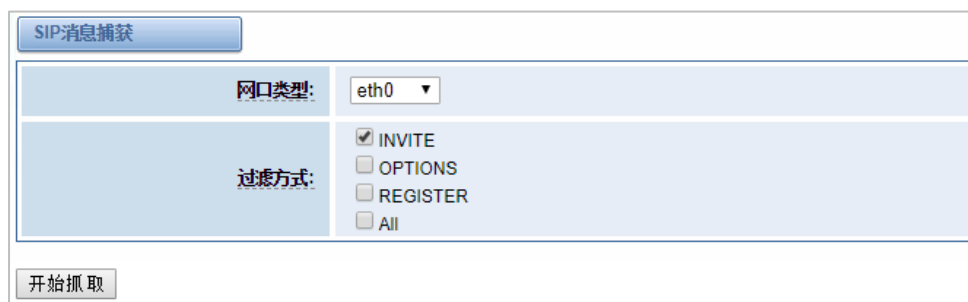 SIP消息捕获
网口类型: eth0
过滤方式:
INVITE
OPTIONS
REGISTER
All
开始抓取